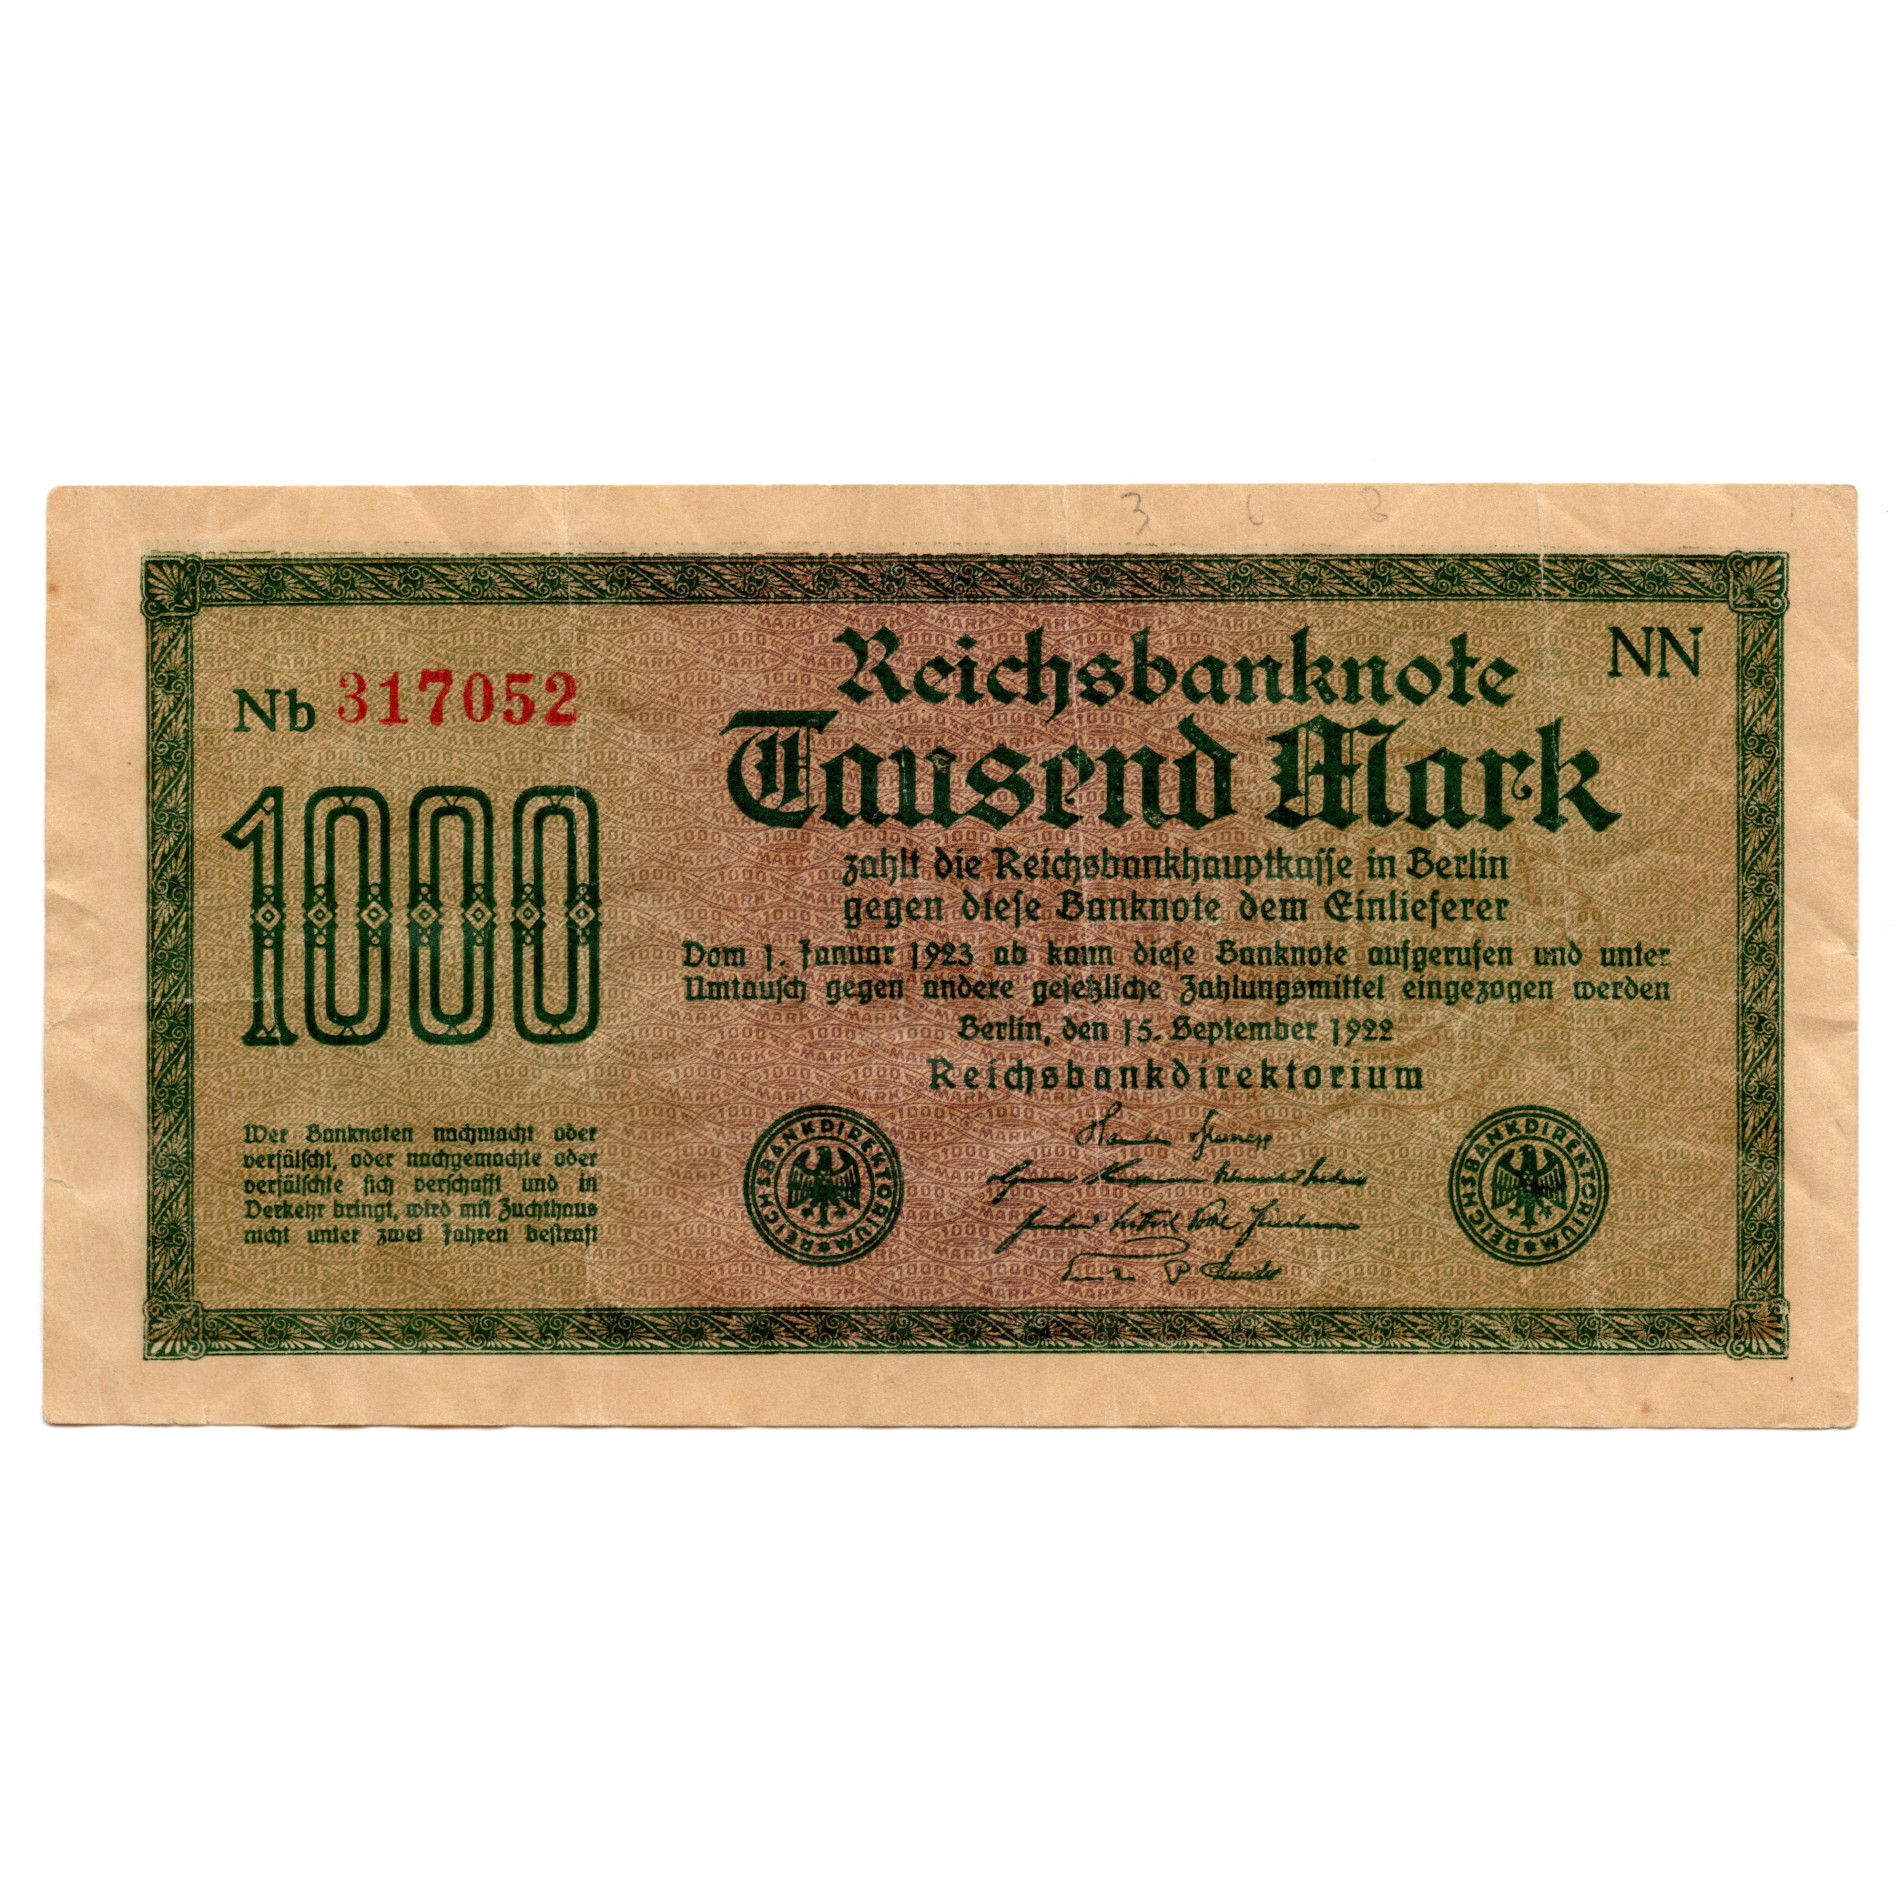 3 6 8
Reichsbanknote
NN
Nb 317052
Tausend Mark
1000
zahlt die Reichsbankhauptkasse in Berlin
gegen diese Banknote dem Einlieferer
Vom 1. Januar 1923 ab kann diese Banknote aufgerufen und unter
Umtausch gegen andere gesetzliche Zahlungsmittel eingezogen werden
Berlin, den 15. September 1922
Reichsbankdirektorium
Wer Banknoten nachmacht oder
verfälscht, oder nachgemachte oder
verfälschte sich verschafft und in
Verkehr bringt, wird mit Zuchthaus
nicht unter zwei Jahren bestraft
REICHSBANKDIREKTORIUM
REICHSBANKDIREKTORIUM